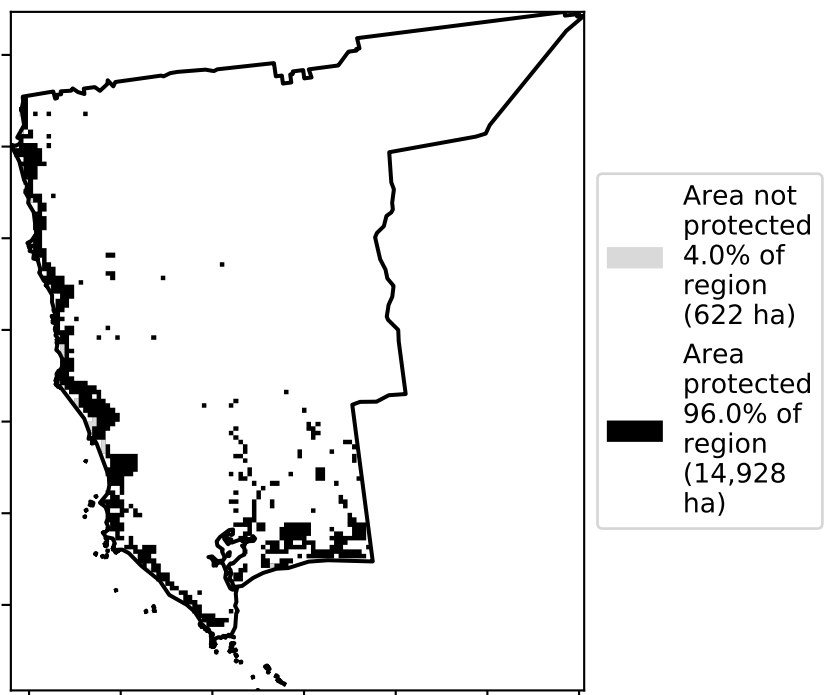 Area not
protected
4.0% of
region
(622 ha)
Area
protected
96.0% of
region
(14,928
ha)